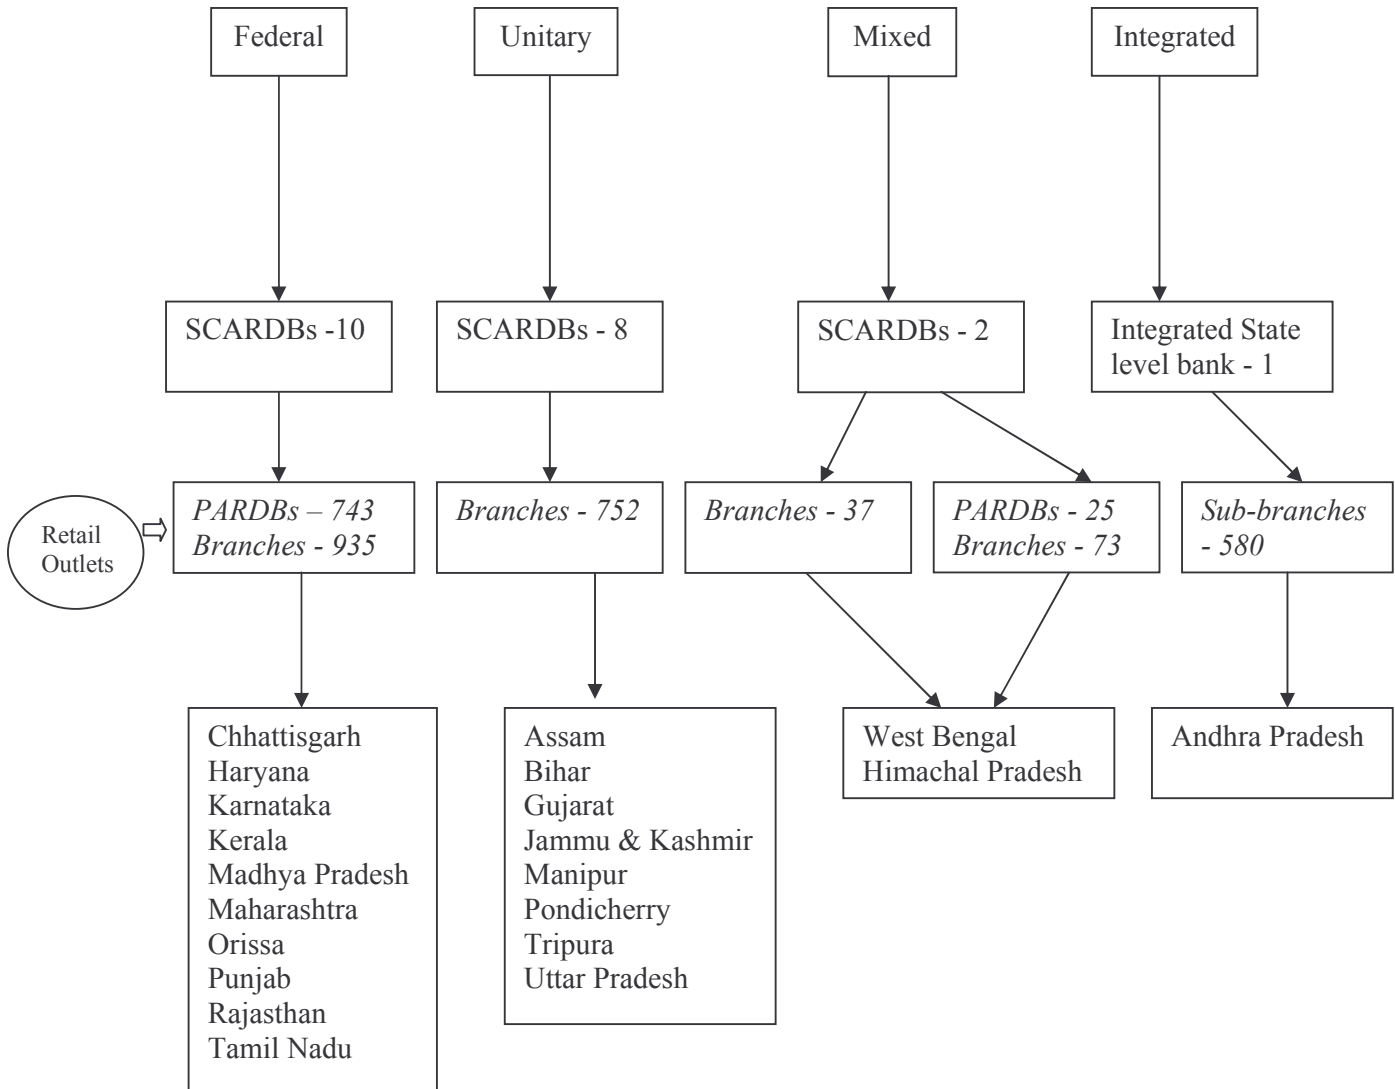 Federal
Unitary
Mixed
Integrated
SCARDBs -10
SCARDBs - 8
SCARDBs - 2
Integrated State
level bank - 1
Retail
Outlets
PARDBs – 743
Branches - 935
Branches - 752
Branches - 37
PARDBs - 25
Branches - 73
Sub-branches
- 580
Chhattisgarh
Haryana
Karnataka
Kerala
Madhya Pradesh
Maharashtra
Orissa
Punjab
Rajasthan
Tamil Nadu
Assam
Bihar
Gujarat
Jammu & Kashmir
Manipur
Pondicherry
Tripura
Uttar Pradesh
West Bengal
Himachal Pradesh
Andhra Pradesh